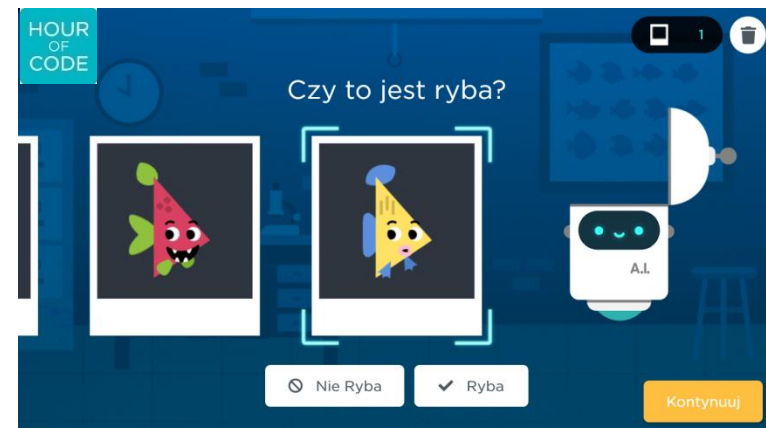 HOUR
OF
CODE
1
Czy to jest ryba?
A.I.
Nie Ryba
Ryba
Kontynuuj